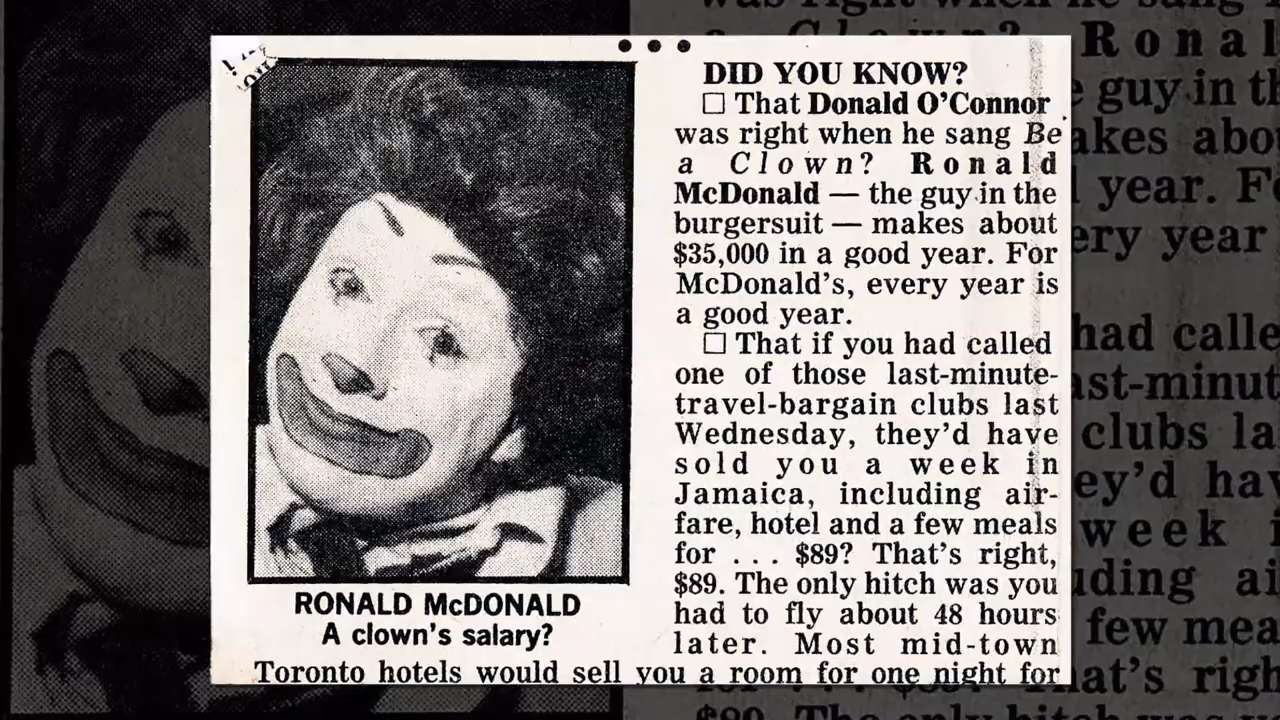 DID YOU KNOW?
□ That Donald O'Connor
was right when he sang Be
a Clown? Ronald
McDonald — the guy in the
burgersuit — makes about
$35,000 in a good year. For
McDonald's, every year is
a good year.
□ That if you had called
one of those last-minute-
travel-bargain clubs last
Wednesday, they'd have
sold you a week in
Jamaica, including air-
fare, hotel and a few meals
for . . . $89? That's right,
$89. The only hitch was you
had to fly about 48 hours
later. Most mid-town
RONALD McDONALD
A clown's salary?
Toronto hotels would sell you a room for one night for